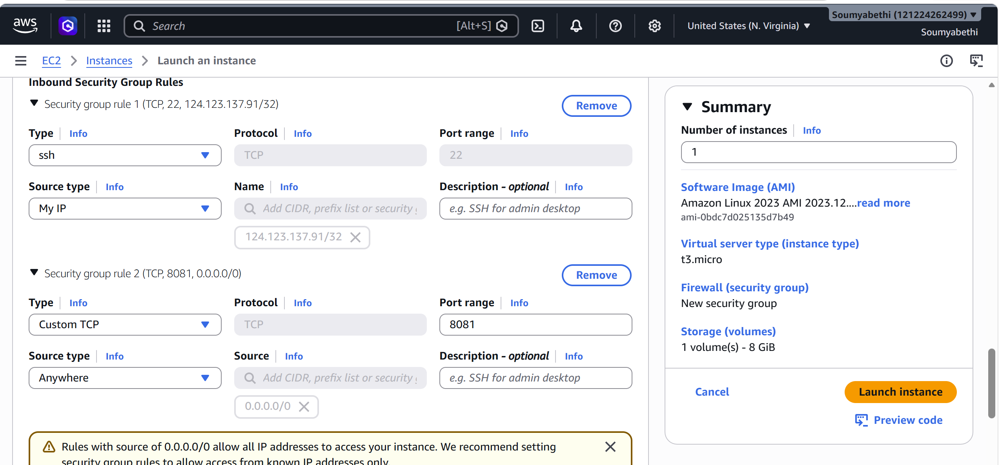 aws
Search [Alt+S]
United States (N. Virginia)
Soumyabethi (121224262499)
Soumyabethi
EC2 Instances Launch an instance
Inbound Security Group Rules
Security group rule 1 (TCP, 22, 124.123.137.91/32)
Remove
Type Info Protocol Info Port range Info
ssh TCP 22
Source type Info Name Info Description – optional Info
My IP Add CIDR, prefix list or security e.g. SSH for admin desktop
124.123.137.91/32
Security group rule 2 (TCP, 8081, 0.0.0.0/0)
Remove
Type Info Protocol Info Port range Info
Custom TCP TCP 8081
Source type Info Source Info Description – optional Info
Anywhere Add CIDR, prefix list or security e.g. SSH for admin desktop
0.0.0.0/0
Rules with source of 0.0.0.0/0 allow all IP addresses to access your instance. We recommend setting
security group rules to allow access from known IP addresses only.
Summary
Number of instances Info
1
Software Image (AMI)
Amazon Linux 2023 AMI 2023.12....read more
ami-0bdc7d025135d7b49
Virtual server type (instance type)
t3.micro
Firewall (security group)
New security group
Storage (volumes)
1 volume(s) - 8 GiB
Cancel
Launch instance
Preview code